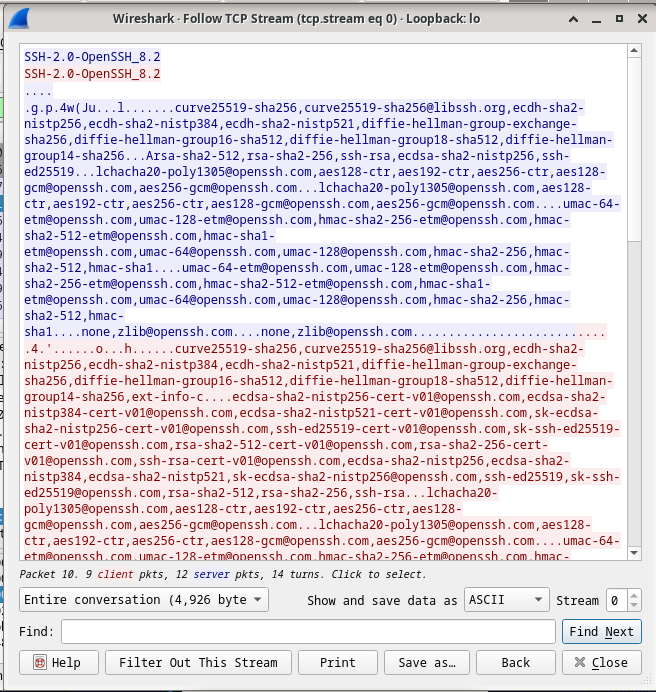 Wireshark · Follow TCP Stream (tcp.stream eq 0) · Loopback: lo
SSH-2.0-OpenSSH_8.2
SSH-2.0-OpenSSH_8.2
....
.g.p.4w(Ju...l.......curve25519-sha256,curve25519-sha256@libssh.org,ecdh-sha2-
nistp256,ecdh-sha2-nistp384,ecdh-sha2-nistp521,diffie-hellman-group-exchange-
sha256,diffie-hellman-group16-sha512,diffie-hellman-group18-sha512,diffie-hellman-
group14-sha256...Arsa-sha2-512,rsa-sha2-256,ssh-rsa,ecdsa-sha2-nistp256,ssh-
ed25519...lchacha20-poly1305@openssh.com,aes128-ctr,aes192-ctr,aes256-ctr,aes128-
gcm@openssh.com,aes256-gcm@openssh.com...lchacha20-poly1305@openssh.com,aes128-
ctr,aes192-ctr,aes256-ctr,aes128-gcm@openssh.com,aes256-gcm@openssh.com....umac-64-
etm@openssh.com,umac-128-etm@openssh.com,hmac-sha2-256-etm@openssh.com,hmac-
sha2-512-etm@openssh.com,hmac-sha1-
etm@openssh.com,umac-64@openssh.com,umac-128@openssh.com,hmac-sha2-256,hmac-
sha2-512,hmac-sha1....umac-64-etm@openssh.com,umac-128-etm@openssh.com,hmac-
sha2-256-etm@openssh.com,hmac-sha2-512-etm@openssh.com,hmac-sha1-
etm@openssh.com,umac-64@openssh.com,umac-128@openssh.com,hmac-sha2-256,hmac-
sha2-512,hmac-
sha1....none,zlib@openssh.com....none,zlib@openssh.com..........................
.4.'......o...h......curve25519-sha256,curve25519-sha256@libssh.org,ecdh-sha2-
nistp256,ecdh-sha2-nistp384,ecdh-sha2-nistp521,diffie-hellman-group-exchange-
sha256,diffie-hellman-group16-sha512,diffie-hellman-group18-sha512,diffie-hellman-
group14-sha256,ext-info-c....ecdsa-sha2-nistp256-cert-v01@openssh.com,ecdsa-sha2-
nistp384-cert-v01@openssh.com,ecdsa-sha2-nistp521-cert-v01@openssh.com,sk-ecdsa-
sha2-nistp256-cert-v01@openssh.com,ssh-ed25519-cert-v01@openssh.com,sk-ssh-ed25519-
cert-v01@openssh.com,rsa-sha2-512-cert-v01@openssh.com,rsa-sha2-256-cert-
v01@openssh.com,ssh-rsa-cert-v01@openssh.com,ecdsa-sha2-nistp256,ecdsa-sha2-
nistp384,ecdsa-sha2-nistp521,sk-ecdsa-sha2-nistp256@openssh.com,ssh-ed25519,sk-ssh-
ed25519@openssh.com,rsa-sha2-512,rsa-sha2-256,ssh-rsa...lchacha20-
poly1305@openssh.com,aes128-ctr,aes192-ctr,aes256-ctr,aes128-
gcm@openssh.com,aes256-gcm@openssh.com...lchacha20-poly1305@openssh.com,aes128-
ctr,aes192-ctr,aes256-ctr,aes128-gcm@openssh.com,aes256-gcm@openssh.com....umac-64-
etm@openssh.com,umac-128-etm@openssh.com,hmac-sha2-256-etm@openssh.com,hmac-
Packet 10. 9 client pkts, 12 server pkts, 14 turns. Click to select.
Entire conversation (4,926 byte Show and save data as ASCII Stream 0
Find: Find Next
Help Filter Out This Stream Print Save as… Back Close